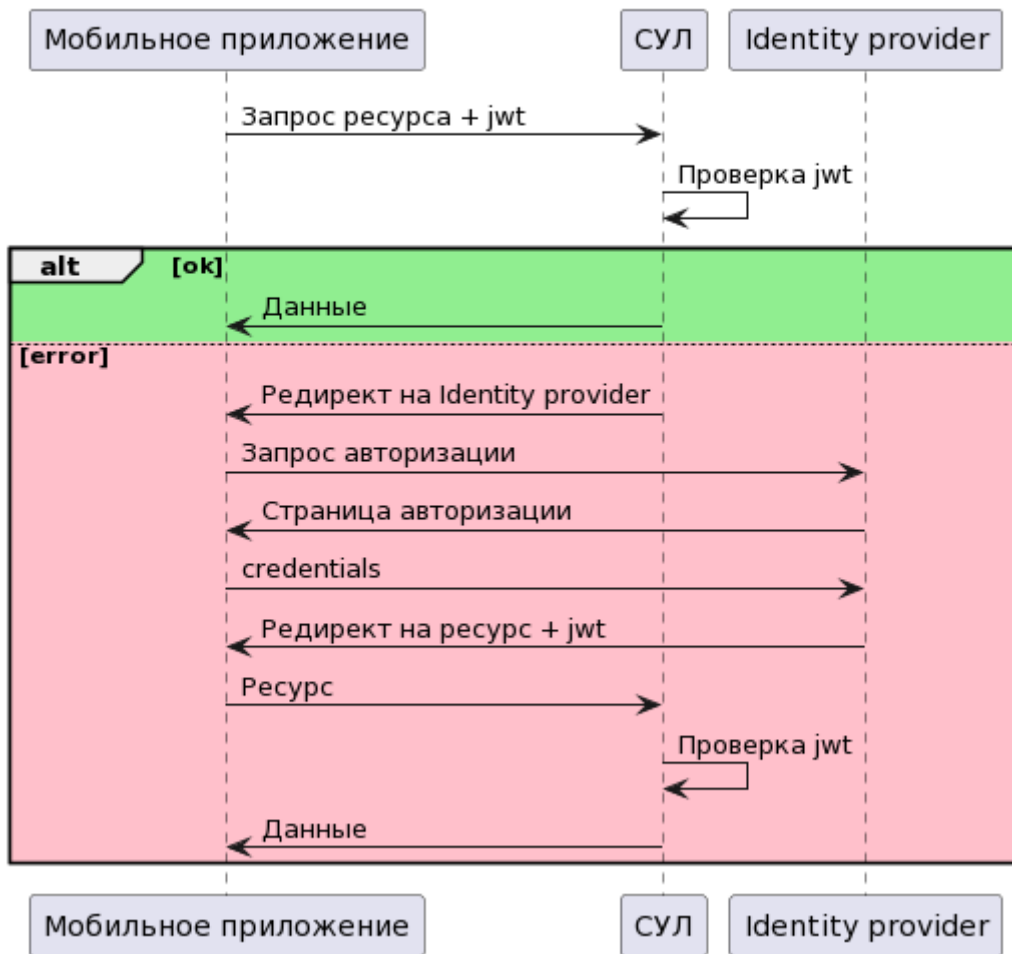 Мобильное приложение
СУЛ
Identity provider
Запрос ресурса + jwt
Проверка jwt
alt
[ok]
Данные
[error]
Редирект на Identity provider
Запрос авторизации
Страница авторизации
credentials
Редирект на ресурс + jwt
Ресурс
Проверка jwt
Данные
Мобильное приложение
СУЛ
Identity provider